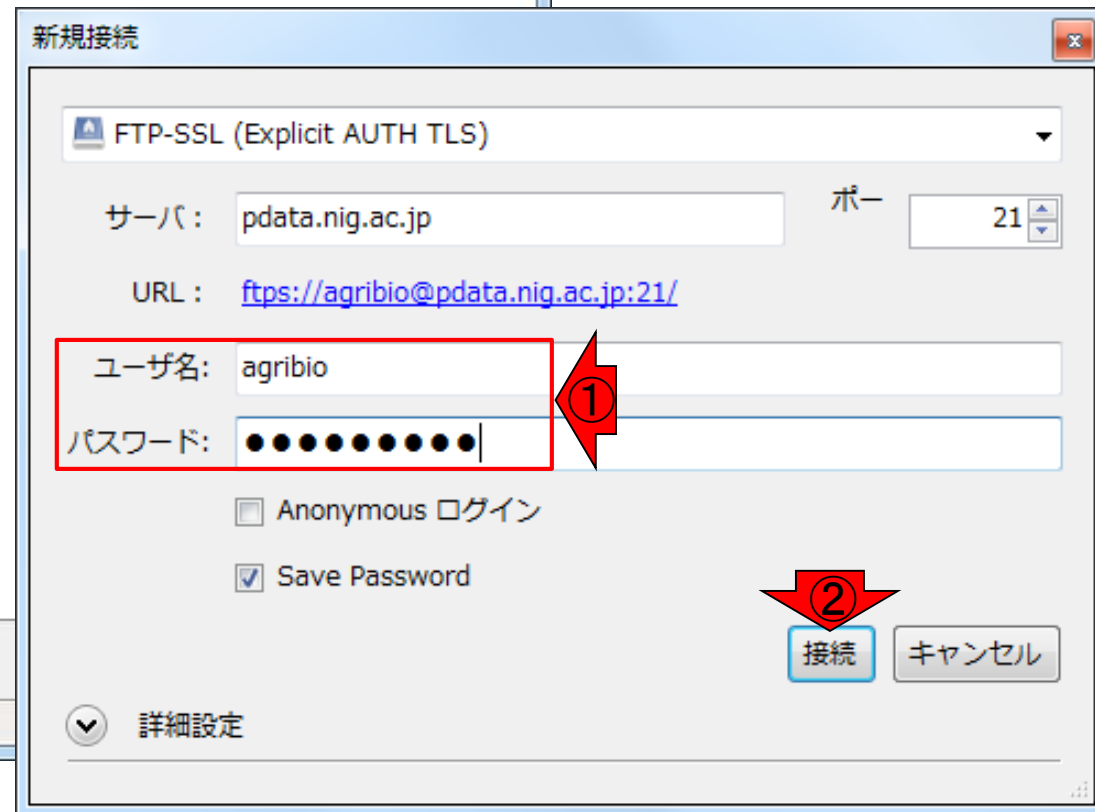 新規接続
FTP-SSL (Explicit AUTH TLS)
サーバ: pdata.nig.ac.jp ポー 21
URL: ftps://agribio@pdata.nig.ac.jp:21/
ユーザ名: agribio
①
パスワード: ●●●●●●●●●
Anonymous ログイン
Save Password
②
接続 キャンセル
詳細設定